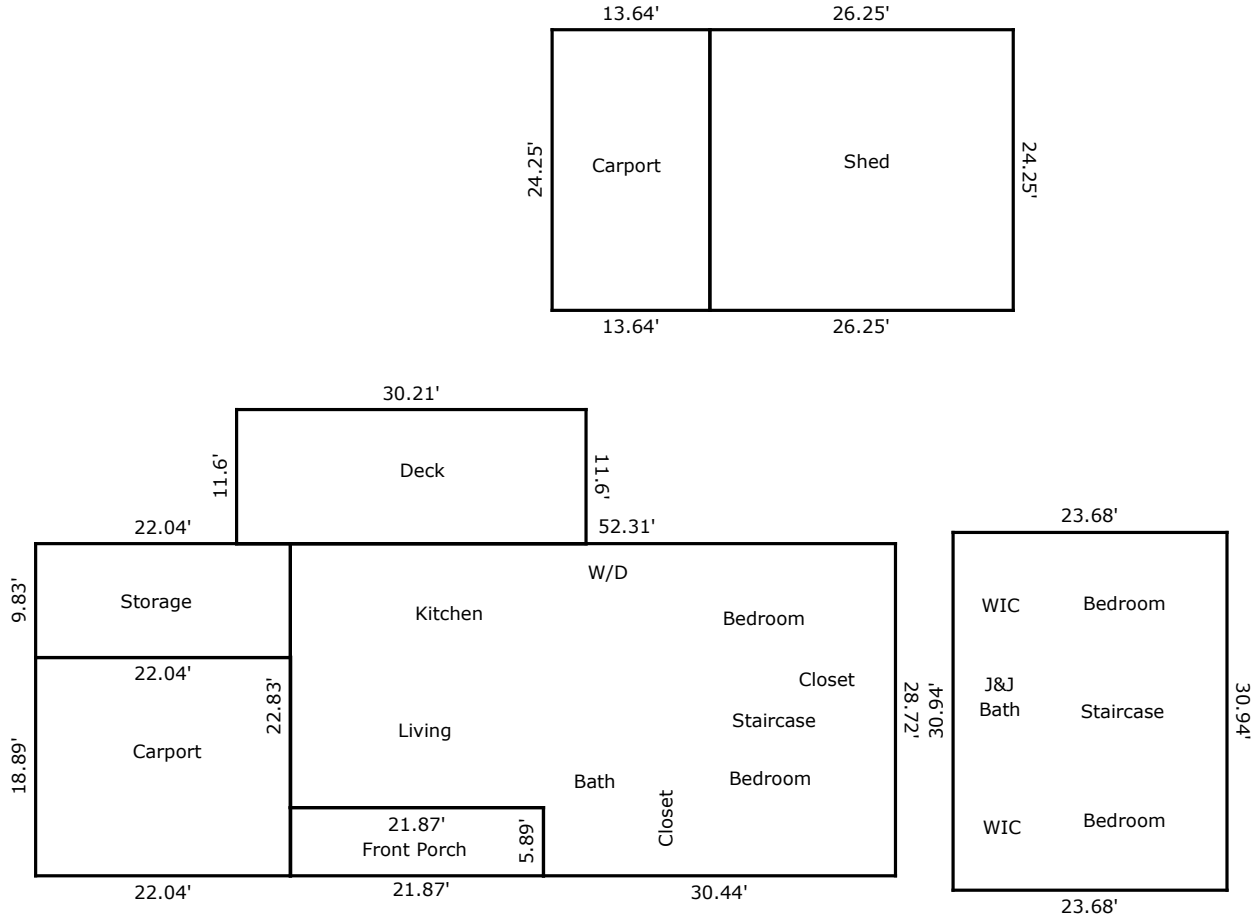 13.64' 26.25'
24.25' Carport Shed 24.25'
13.64' 26.25'
30.21'
11.6' Deck 11.6'
22.04' 52.31' 23.68'
9.83' Storage Kitchen W/D Bedroom
22.04'
22.83'
18.89' Carport Living
Closet
Staircase
28.72'
Bath Closet Bedroom
21.87'
Front Porch 5.89'
22.04' 21.87' 30.44'
30.94' WIC Bedroom
J&J
Bath Staircase 30.94'
WIC Bedroom
23.68'